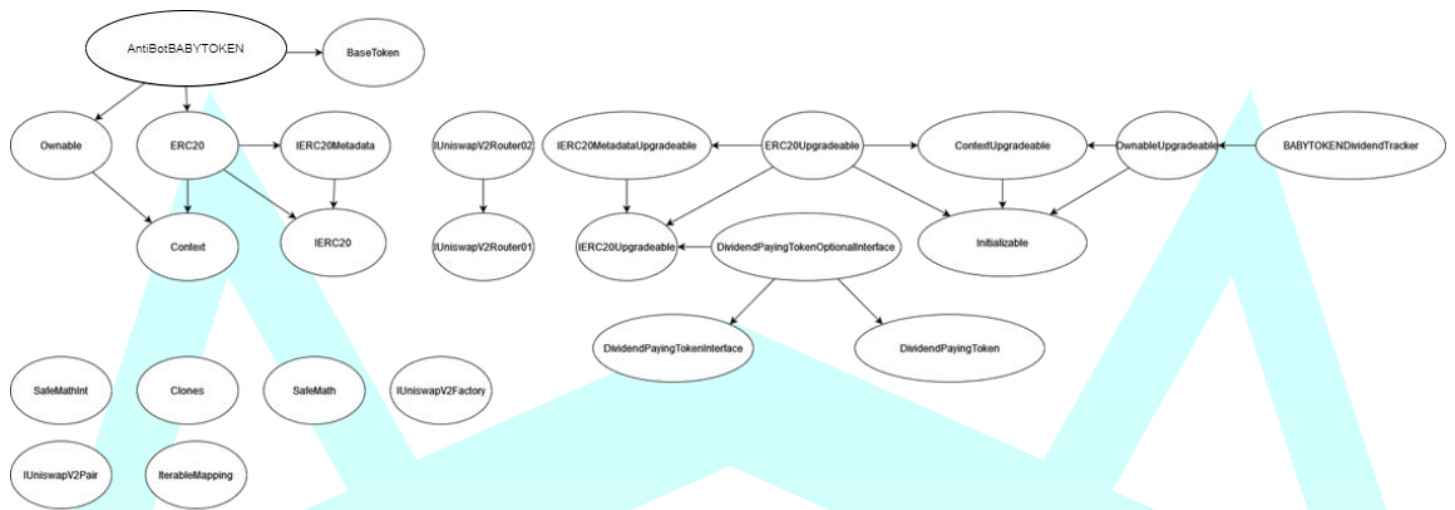 AntiBotBABYTOKEN
BaseToken
Ownable
ERC20
IERC20Metadata
IUniswapV2Router02
IERC20MetadataUpgradeable
ERC20Upgradeable
ContextUpgradeable
OwnableUpgradeable
BABYTOKENDividendTracker
Context
IERC20
IUniswapV2Router01
IERC20Upgradeable
DividendPayingTokenOptionalInterface
Initializable
DividendPayingTokenInterface
DividendPayingToken
SafeMathInt
Clones
SafeMath
IUniswapV2Factory
IUniswapV2Pair
IterableMapping